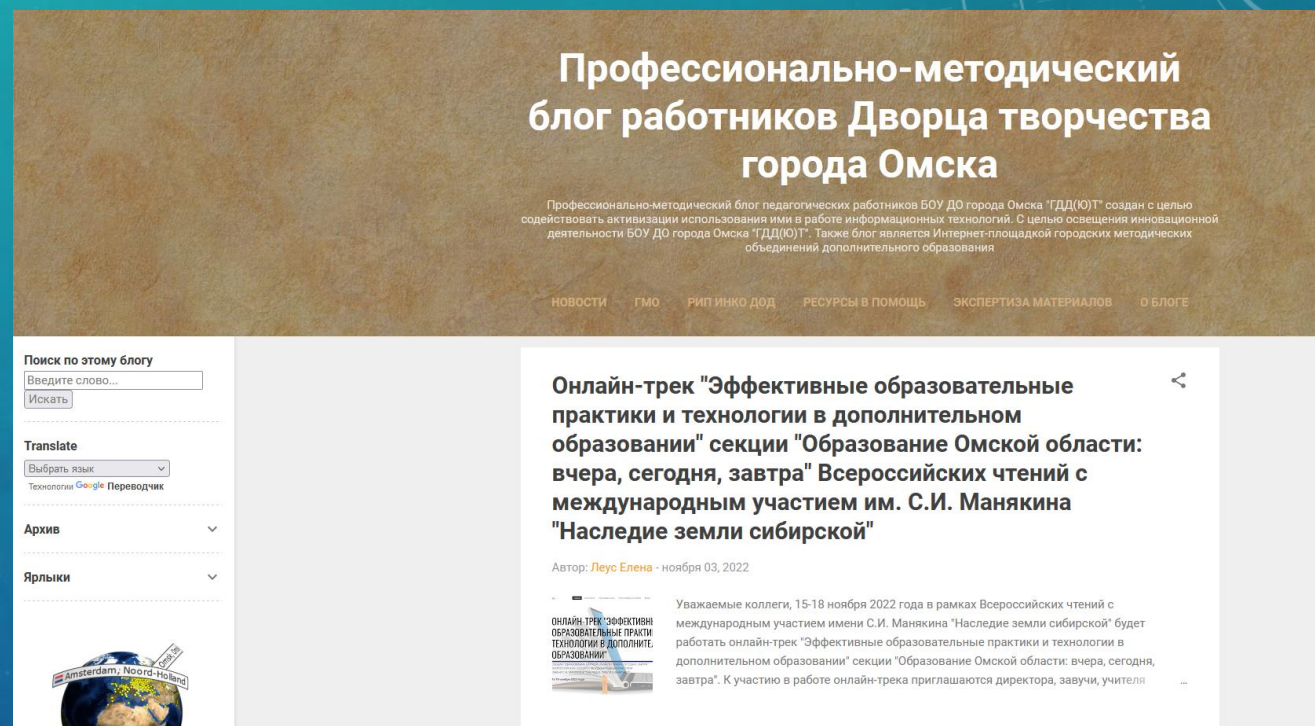 Профессионально-методический
блог работников Дворца творчества
города Омска
Профессионально-методический блог педагогических работников БОУ ДО города Омска "ГДД(Ю)Т" создан с целью
содействовать активизации использования ими в работе информационных технологий. С целью освещения инновационной
деятельности БОУ ДО города Омска "ГДД(Ю)Т". Также блог является Интернет-площадкой городских методических
объединений дополнительного образования
НОВОСТИ ГМО РИП ИНКО ДОД РЕСУРСЫ В ПОМОЩЬ ЭКСПЕРТИЗА МАТЕРИАЛОВ О БЛОГЕ
Поиск по этому блогу
Введите слово...
Искать
Translate
Выбрать язык
Технологии Google Переводчик
Архив
Ярлыки
Amsterdam, Noord-Holland
Omsk,
Онлайн-трек "Эффективные образовательные
практики и технологии в дополнительном
образовании" секции "Образование Омской области:
вчера, сегодня, завтра" Всероссийских чтений с
международным участием им. С.И. Манякина
"Наследие земли сибирской"
Автор: Леус Елена - ноября 03, 2022
ОНЛАЙН-ТРЕК "ЭФФЕКТИВНЫ
ОБРАЗОВАТЕЛЬНЫЕ ПРАКТИ
ТЕХНОЛОГИИ В ДОПОЛНИТЕ
ОБРАЗОВАНИИ"
Уважаемые коллеги, 15-18 ноября 2022 года в рамках Всероссийских чтений с
международным участием имени С.И. Манякина "Наследие земли сибирской" будет
работать онлайн-трек "Эффективные образовательные практики и технологии в
дополнительном образовании" секции "Образование Омской области: вчера, сегодня,
завтра". К участию в работе онлайн-трека приглашаются директора, завучи, учителя ...